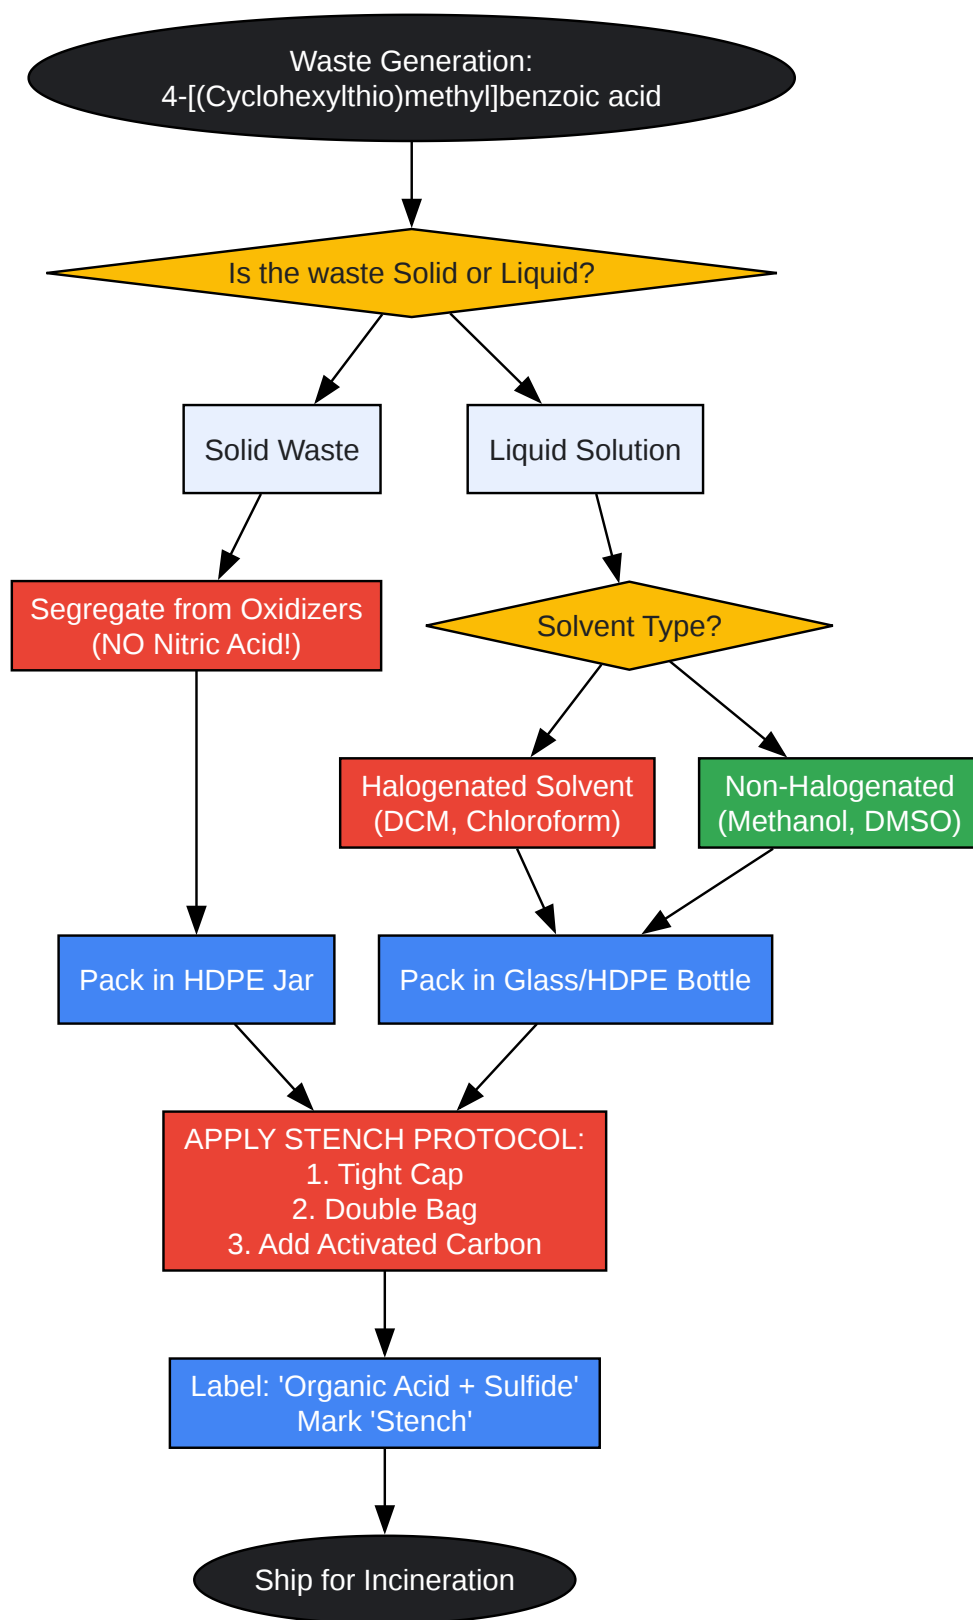 Waste Generation:
4-[(Cyclohexylthio)methyl]benzoic acid
Is the waste Solid or Liquid?
Solid Waste
Liquid Solution
Segregate from Oxidizers
(NO Nitric Acid!)
Solvent Type?
Halogenated Solvent
(DCM, Chloroform)
Non-Halogenated
(Methanol, DMSO)
Pack in HDPE Jar
Pack in Glass/HDPE Bottle
APPLY STENCH PROTOCOL:
1. Tight Cap
2. Double Bag
3. Add Activated Carbon
Label: 'Organic Acid + Sulfide'
Mark 'Stench'
Ship for Incineration